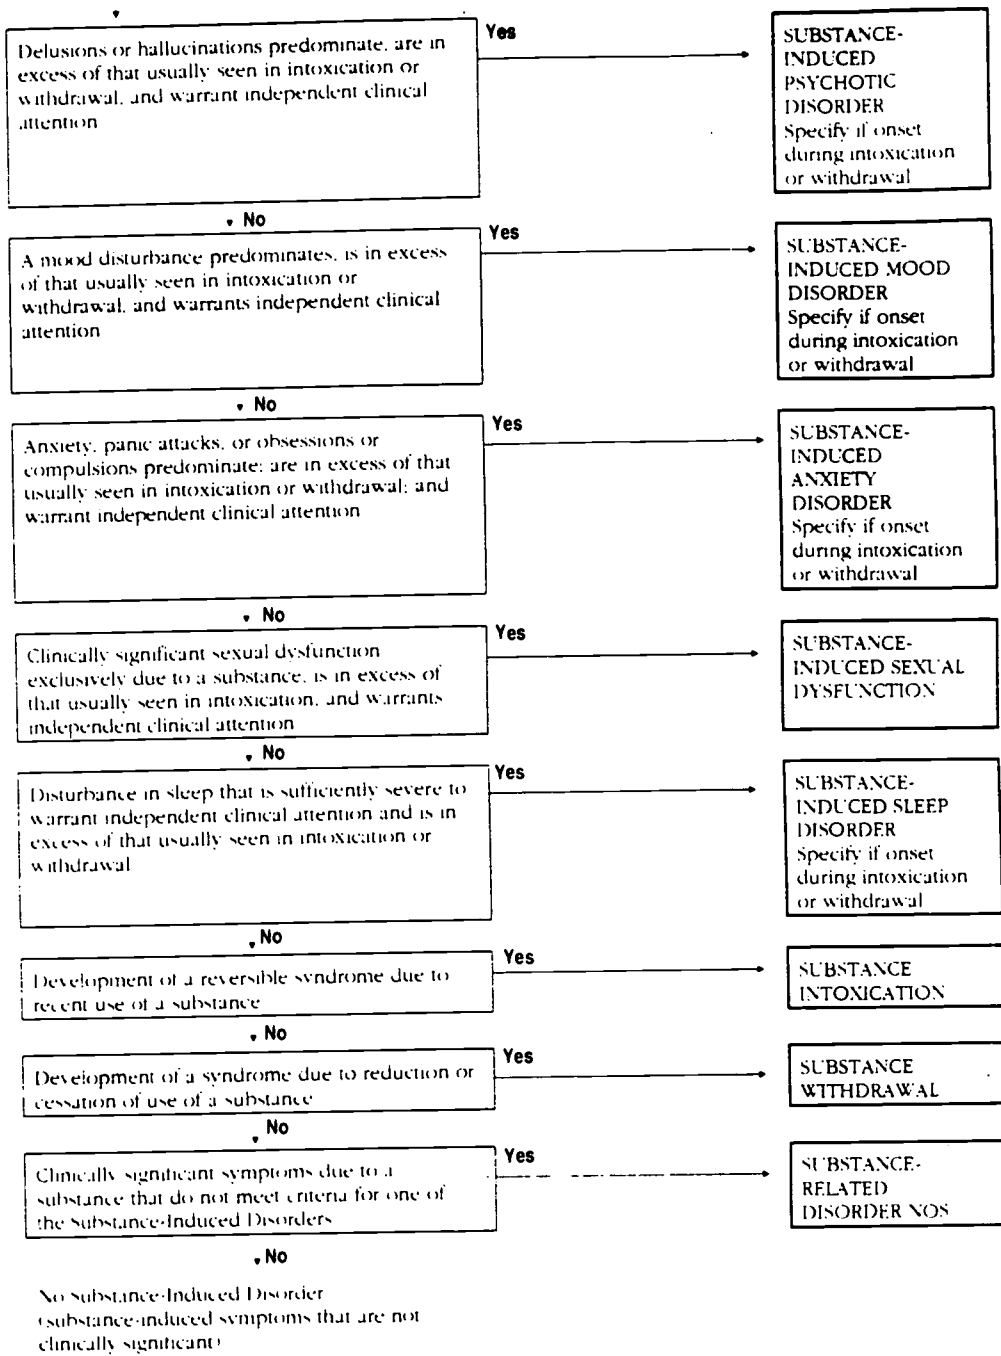 Delusions or hallucinations predominate, are in
excess of that usually seen in intoxication or
withdrawal, and warrant independent clinical
attention
Yes
SUBSTANCE-
INDUCED
PSYCHOTIC
DISORDER
Specify if onset
during intoxication
or withdrawal
No
A mood disturbance predominates, is in excess
of that usually seen in intoxication or
withdrawal, and warrants independent clinical
attention
Yes
SUBSTANCE-
INDUCED MOOD
DISORDER
Specify if onset
during intoxication
or withdrawal
No
Anxiety, panic attacks, or obsessions or
compulsions predominate; are in excess of that
usually seen in intoxication or withdrawal; and
warrant independent clinical attention
Yes
SUBSTANCE-
INDUCED
ANXIETY
DISORDER
Specify if onset
during intoxication
or withdrawal
No
Clinically significant sexual dysfunction
exclusively due to a substance, is in excess of
that usually seen in intoxication, and warrants
independent clinical attention
Yes
SUBSTANCE-
INDUCED SEXUAL
DYSFUNCTION
No
Disturbance in sleep that is sufficiently severe to
warrant independent clinical attention and is in
excess of that usually seen in intoxication or
withdrawal
Yes
SUBSTANCE-
INDUCED SLEEP
DISORDER
Specify if onset
during intoxication
or withdrawal
No
Development of a reversible syndrome due to
recent use of a substance
Yes
SUBSTANCE
INTOXICATION
No
Development of a syndrome due to reduction or
cessation of use of a substance
Yes
SUBSTANCE
WITHDRAWAL
No
Clinically significant symptoms due to a
substance that do not meet criteria for one of
the Substance-Induced Disorders
Yes
SUBSTANCE-
RELATED
DISORDER NOS
No
No Substance-Induced Disorder
(substance-induced symptoms that are not
clinically significant)